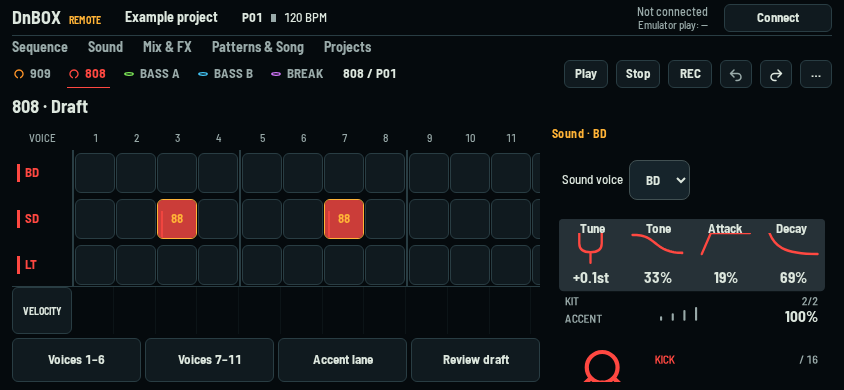 DnBOX REMOTE Example project P01 120 BPM Not connected Connect
Emulator play: —
Sequence Sound Mix & FX Patterns & Song Projects
909 808 BASS A BASS B BREAK 808 / P01 Play Stop REC ...
808 · Draft
VOICE 1 2 3 4 5 6 7 8 9 10 11
Sound · BD
BD
Sound voice BD
SD 88 88
Tune Tone Attack Decay
LT
+0.1st 33% 19% 69%
KIT 2/2
VELOCITY
ACCENT 100%
Voices 1-6 Voices 7-11 Accent lane Review draft
KICK / 16